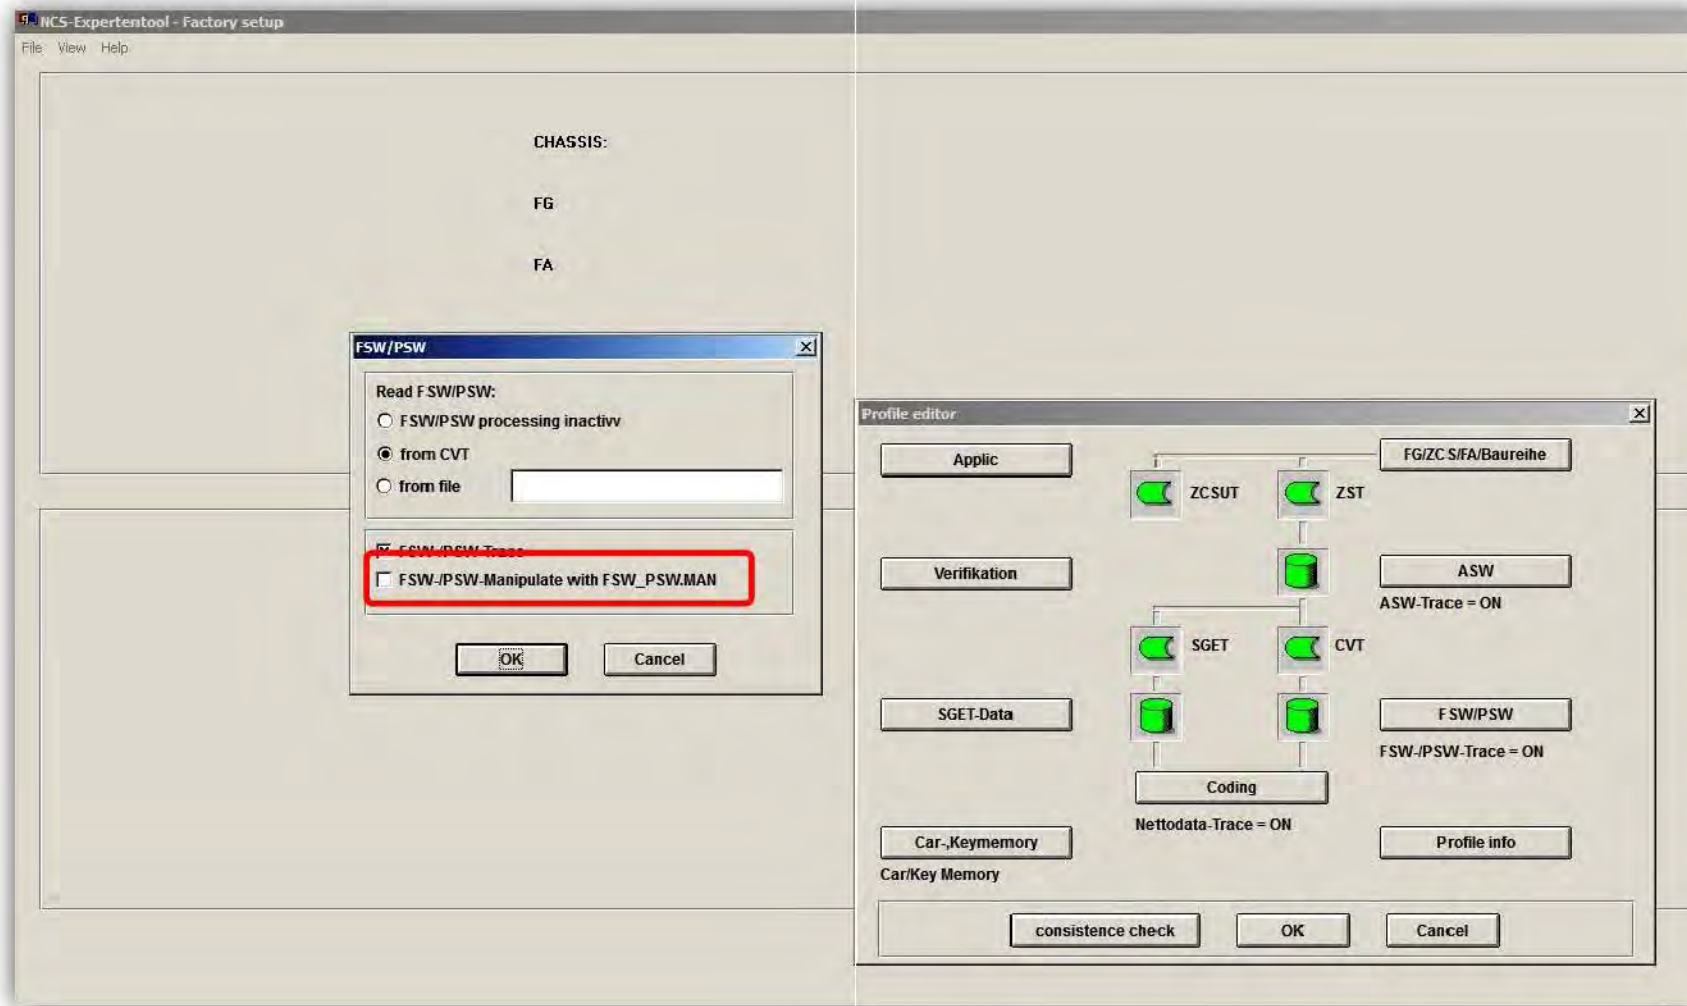 NCS-Expertentool - Factory setup
File View Help
CHASSIS:
FG
FA
FSW/PSW
Read FSW/PSW:
FSW/PSW processing inactivv
from CVT
from file
FSW-/PSW-Trace
FSW-/PSW-Manipulate with FSW_PSW.MAN
OK Cancel
Profile editor
Applic
FG/ZCS/FA/Baureihe
ZCSUT ZST
Verifikation
ASW
ASW-Trace = ON
SGET CVT
SGET-Data
FSW/PSW
FSW-/PSW-Trace = ON
Coding
Nettodata-Trace = ON
Car-,Keymemory
Profile info
Car/Key Memory
consistence check OK Cancel